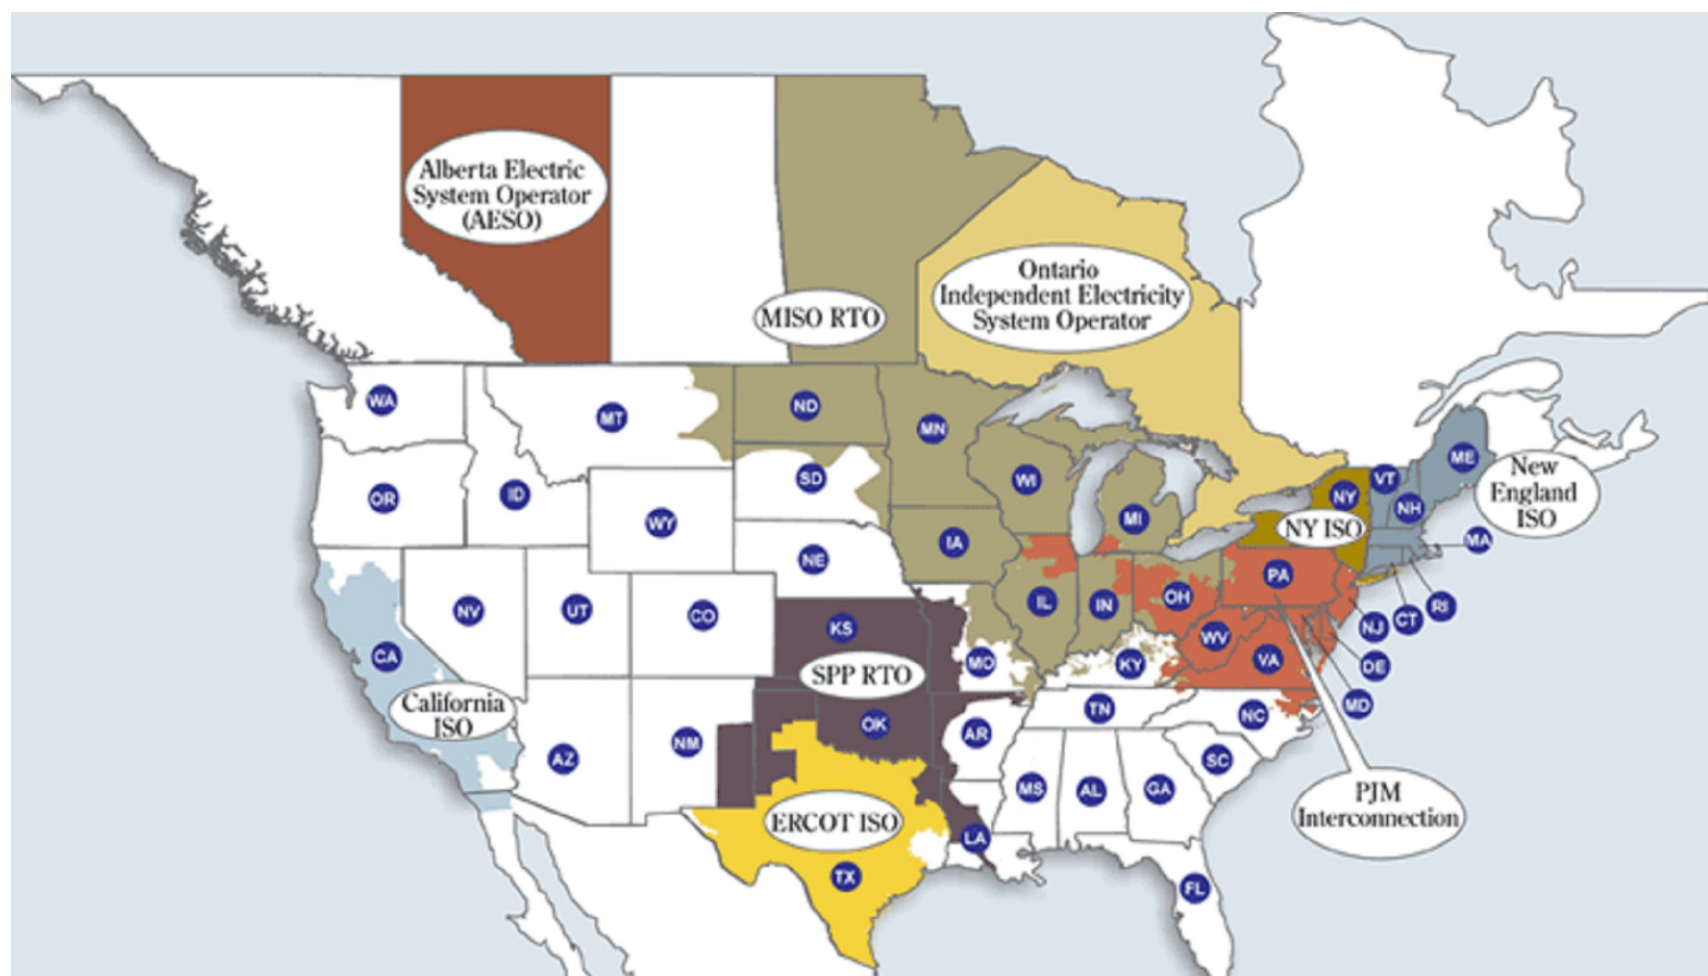 Alberta Electric
System Operator
(AESO)
Ontario
Independent Electricity
System Operator
MISO RTO
WA
MT
ND
MN
OR
ID
WY
SD
WI
MI
NY
VT
NH
ME
New
England
ISO
NY ISO
MA
IA
NE
NV
UT
CO
KS
IL
IN
OH
PA
WV
VA
NJ
CT
RI
DE
MD
CA
California
ISO
SPP RTO
MO
KY
AZ
NM
OK
AR
TN
NC
SC
MS
AL
GA
PJM
Interconnection
ERCOT ISO
TX
LA
FL